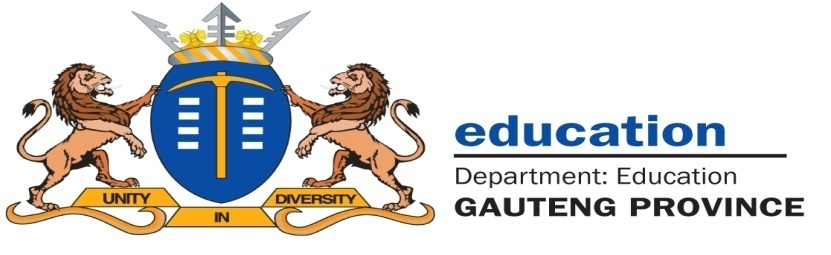 UNITY
IN
DIVERSITY
education
Department: Education
GAUTENG PROVINCE